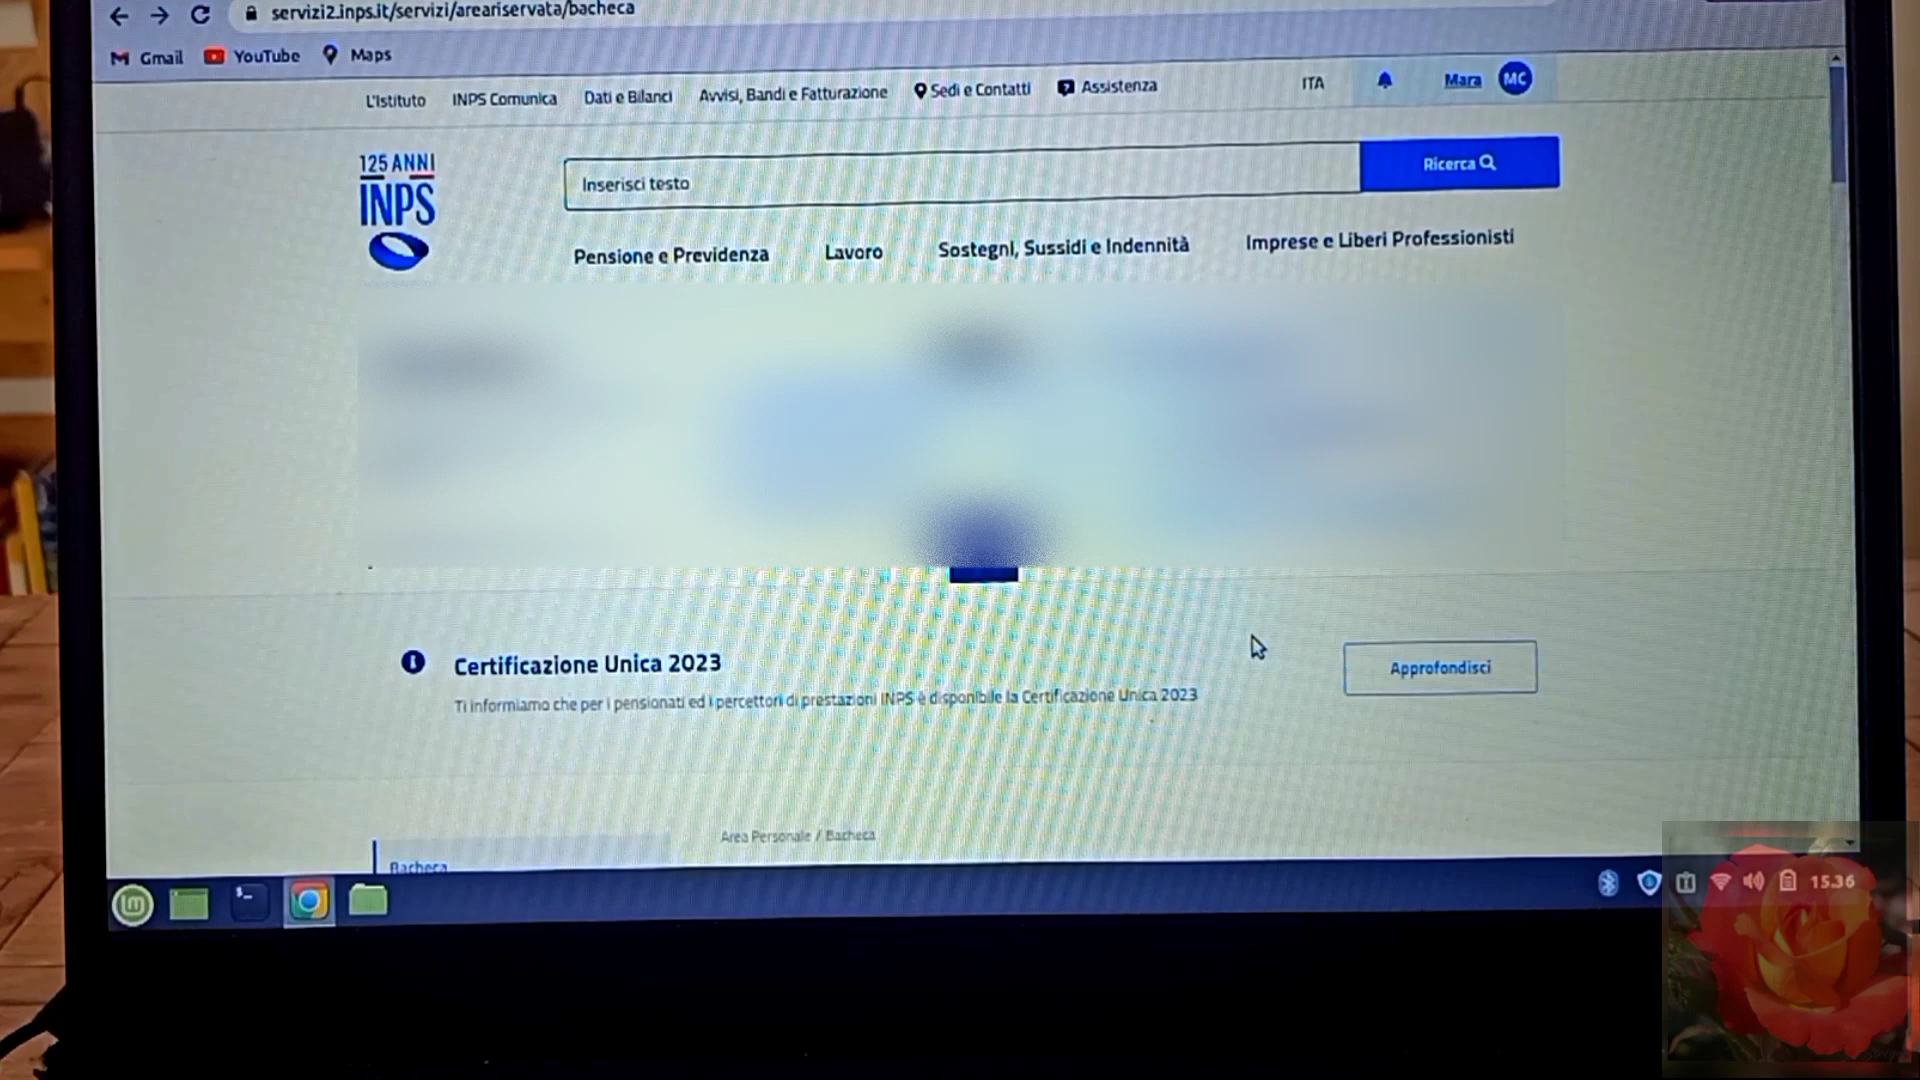 servizi2.inps.it/servizi/areariservata/bacheca
Gmail YouTube Maps
L'Istituto INPS Comunica Dati e Bilanci Avvisi, Bandi e Fatturazione Sedi e Contatti Assistenza ITA Mara MC
125 ANNI
INPS
Inserisci testo
Ricerca
Pensione e Previdenza Lavoro Sostegni, Sussidi e Indennità Imprese e Liberi Professionisti
Certificazione Unica 2023
Approfondisci
Ti informiamo che per i pensionati ed i percettori di prestazioni INPS è disponibile la Certificazione Unica 2023
Area Personale / Bacheca
Bacheca
15.36